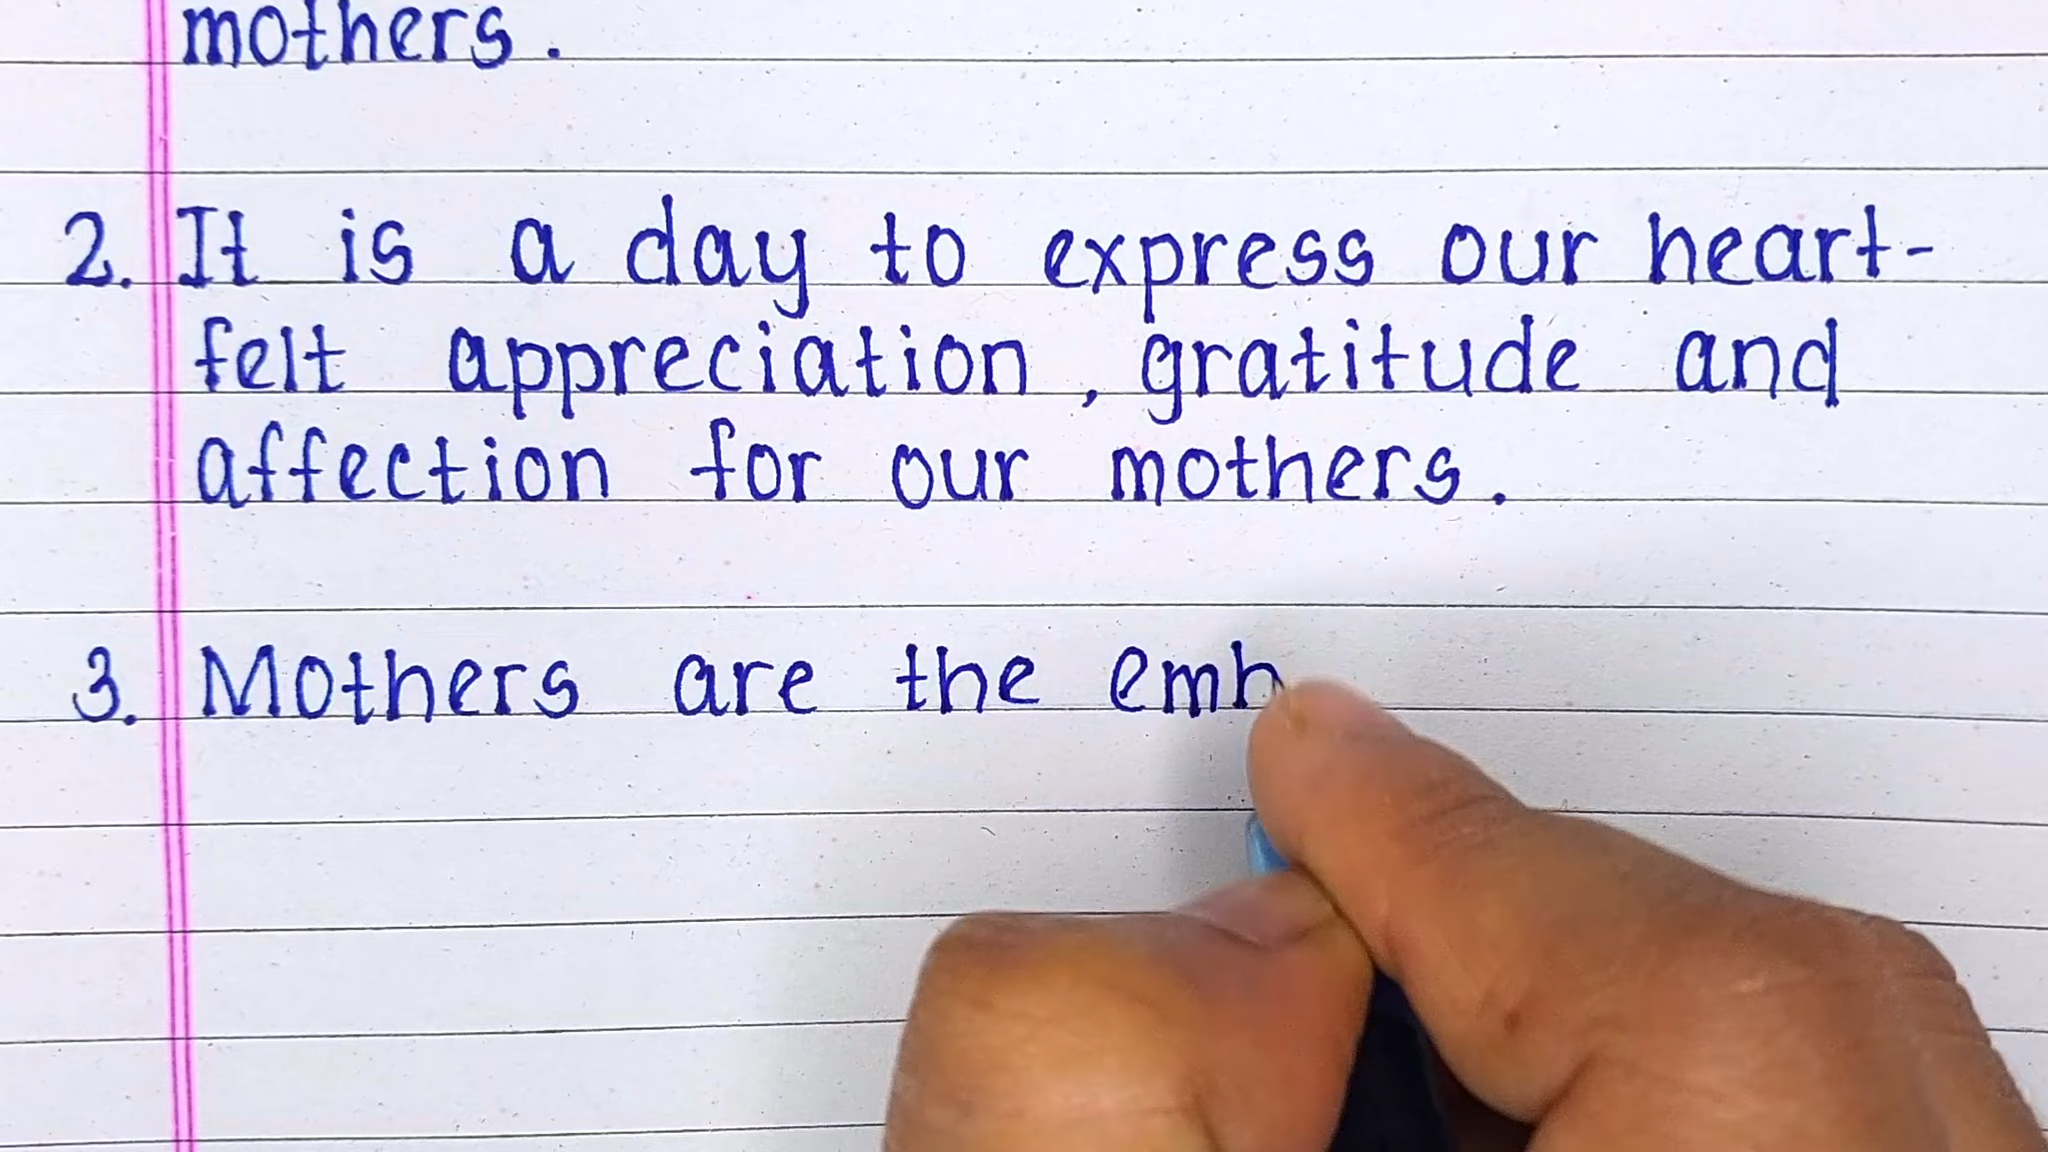 mothers.
2. It is a day to express our heart-
felt appreciation, gratitude and
affection for our mothers.
3. Mothers are the